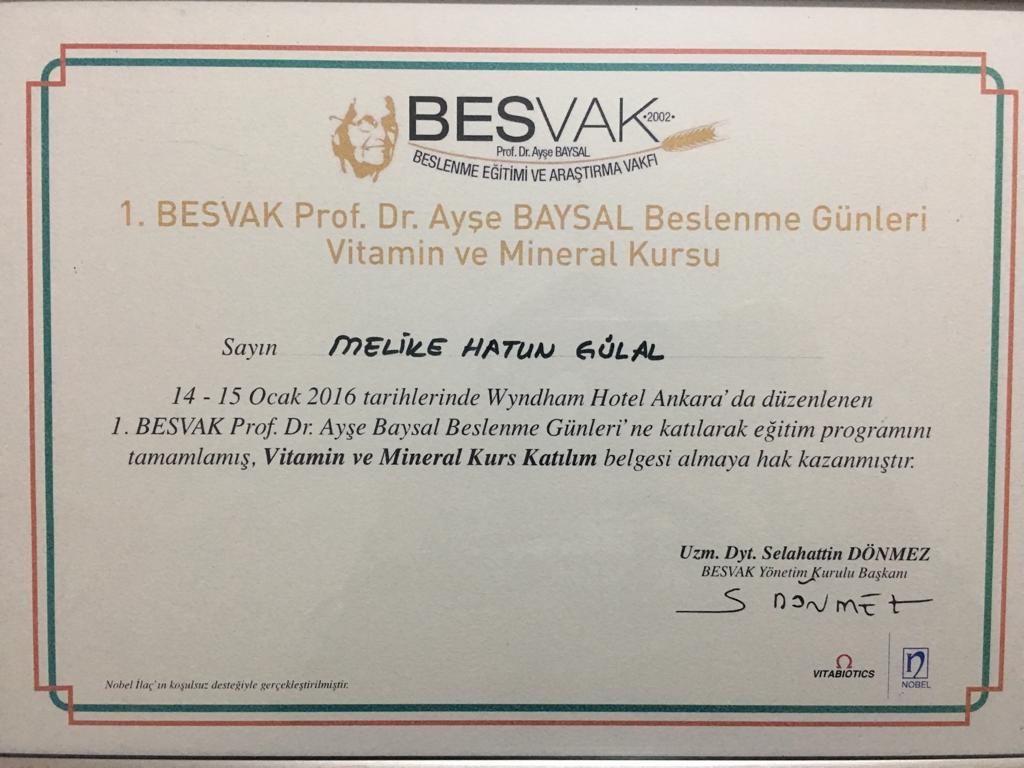 BESVAK
•2002•
Prof. Dr. Ayşe BAYSAL
BESLENME EĞİTİMİ VE ARAŞTIRMA VAKFI
1. BESVAK Prof. Dr. Ayşe BAYSAL Beslenme Günleri
Vitamin ve Mineral Kursu
Sayın MELİKE HATUN GÜLAL
14 - 15 Ocak 2016 tarihlerinde Wyndham Hotel Ankara'da düzenlenen
1. BESVAK Prof. Dr. Ayşe Baysal Beslenme Günleri'ne katılarak eğitim programını
tamamlamış, Vitamin ve Mineral Kurs Katılım belgesi almaya hak kazanmıştır.
Uzm. Dyt. Selahattin DÖNMEZ
BESVAK Yönetim Kurulu Başkanı
S DÖNMEZ
VITABIOTICS
n
NOBEL
Nobel İlaç'ın koşulsuz desteğiyle gerçekleştirilmiştir.